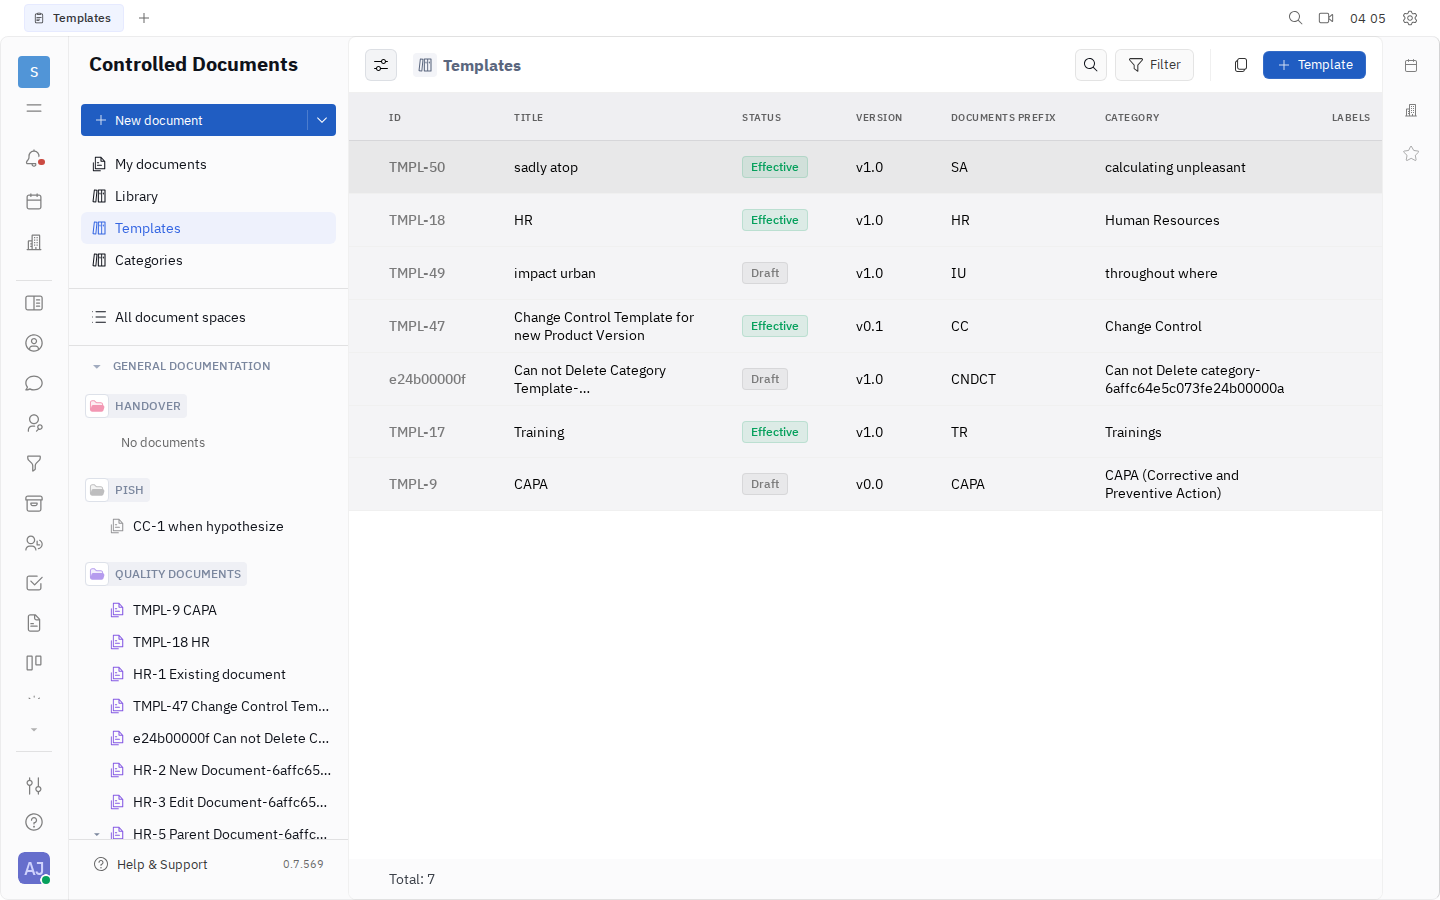 Templates
04 05
S
Controlled Documents
New document
My documents
Library
Templates
Categories
All document spaces
GENERAL DOCUMENTATION
HANDOVER
No documents
PISH
CC-1 when hypothesize
QUALITY DOCUMENTS
TMPL-9 CAPA
TMPL-18 HR
HR-1 Existing document
TMPL-47 Change Control Tem...
e24b00000f Can not Delete C...
HR-2 New Document-6affc65...
HR-3 Edit Document-6affc65...
HR-5 Parent Document-6affc...
Help & Support 0.7.569
AJ
Templates
Filter
Template
ID TITLE STATUS VERSION DOCUMENTS PREFIX CATEGORY LABELS
TMPL-50 sadly atop Effective v1.0 SA calculating unpleasant
TMPL-18 HR Effective v1.0 HR Human Resources
TMPL-49 impact urban Draft v1.0 IU throughout where
TMPL-47 Change Control Template for new Product Version Effective v0.1 CC Change Control
e24b00000f Can not Delete Category Template-... Draft v1.0 CNDCT Can not Delete category-6affc64e5c073fe24b00000a
TMPL-17 Training Effective v1.0 TR Trainings
TMPL-9 CAPA Draft v0.0 CAPA CAPA (Corrective and Preventive Action)
Total: 7